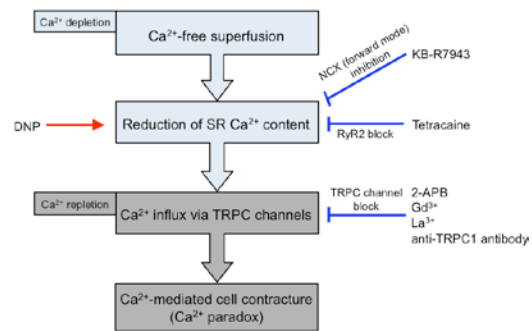 Ca²⁺ depletion
Ca²⁺-free superfusion
NCX (forward mode)
inhibition
KB-R7943
DNP
Reduction of SR Ca²⁺ content
RyR2 block
Tetracaine
Ca²⁺ repletion
Ca²⁺ influx via TRPC channels
TRPC channel
block
2-APB
Gd³⁺
La³⁺
anti-TRPC1 antibody
Ca²⁺-mediated cell contracture
(Ca²⁺ paradox)